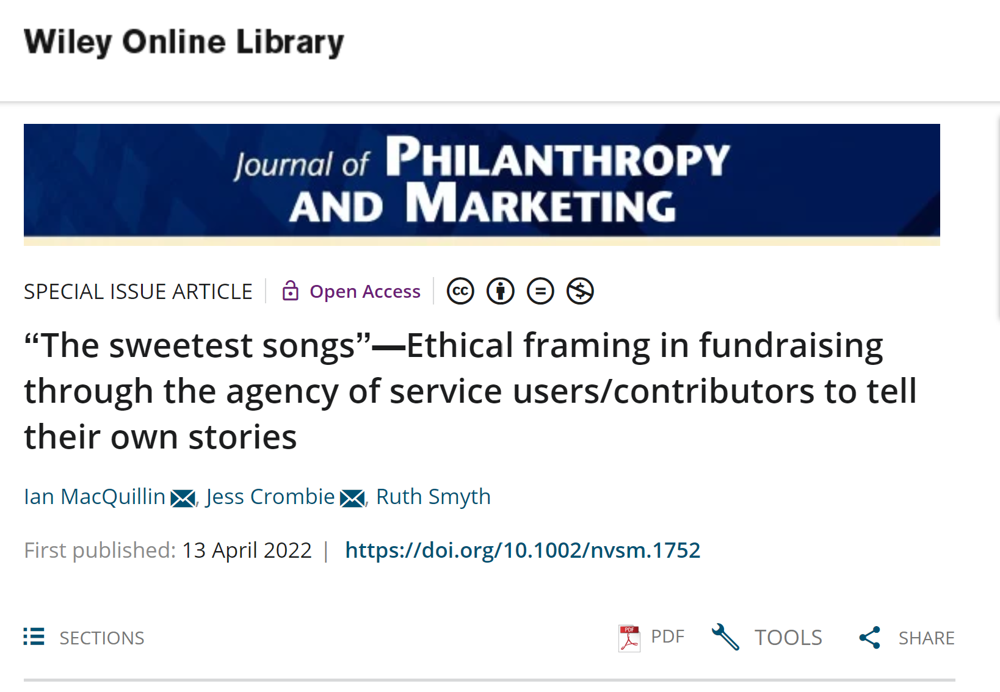 Wiley Online Library
Journal of PHILANTHROPY
AND MARKETING
SPECIAL ISSUE ARTICLE Open Access cc
“The sweetest songs”—Ethical framing in fundraising
through the agency of service users/contributors to tell
their own stories
Ian MacQuillin, Jess Crombie, Ruth Smyth
First published: 13 April 2022 | https://doi.org/10.1002/nvsm.1752
SECTIONS PDF PDF TOOLS SHARE